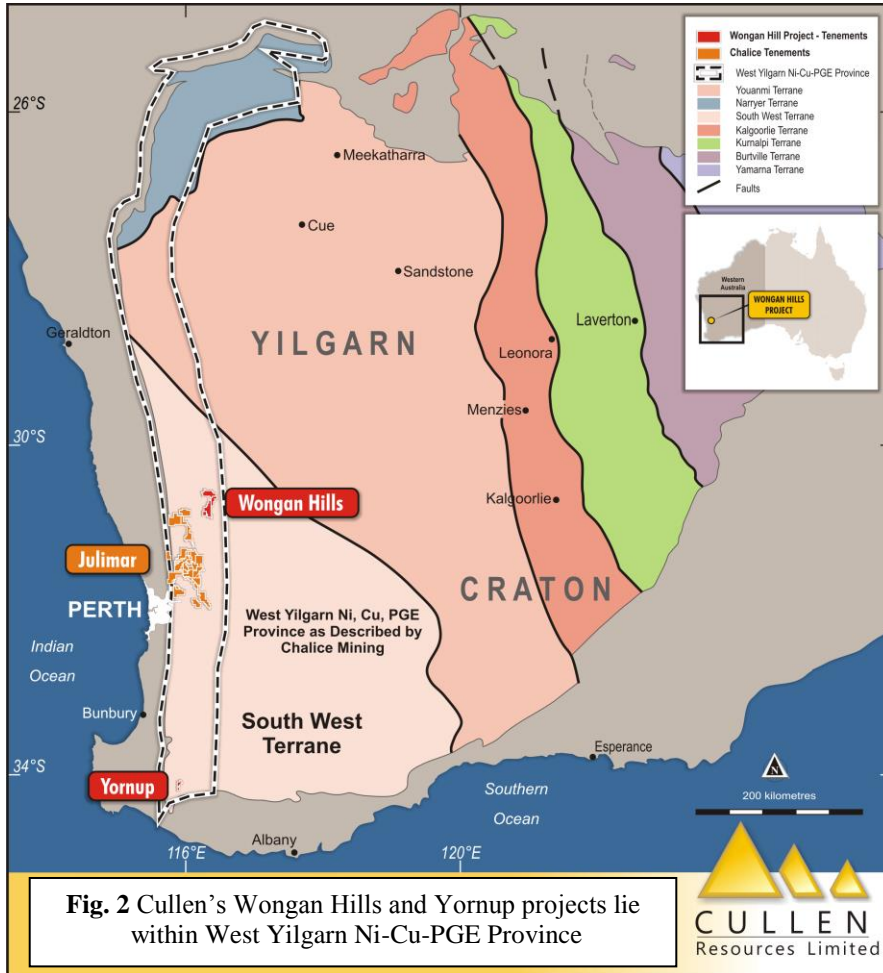 Wongan Hill Project - Tenements
Chalice Tenements
West Yilgarn Ni-Cu-PGE Province
Youanmi Terrane
Narryer Terrane
South West Terrane
Kalgoorlie Terrane
Kurnalpi Terrane
Burtville Terrane
Yamarna Terrane
Faults
Western
Australia
WONGAN HILLS
PROJECT
26°S
Meekatharra
Cue
Sandstone
Geraldton
YILGARN
Laverton
Leonora
Menzies
30°S
Wongan Hills
Kalgoorlie
Julimar
CRATON
PERTH
West Yilgarn Ni, Cu, PGE
Province as Described by
Chalice Mining
Indian
Ocean
Bunbury
South West
Terrane
Esperance
34°S
N
Yornup
Southern
Ocean
200 kilometres
Albany
116°E
120°E
Fig. 2 Cullen's Wongan Hills and Yornup projects lie
within West Yilgarn Ni-Cu-PGE Province
CULLEN
Resources Limited